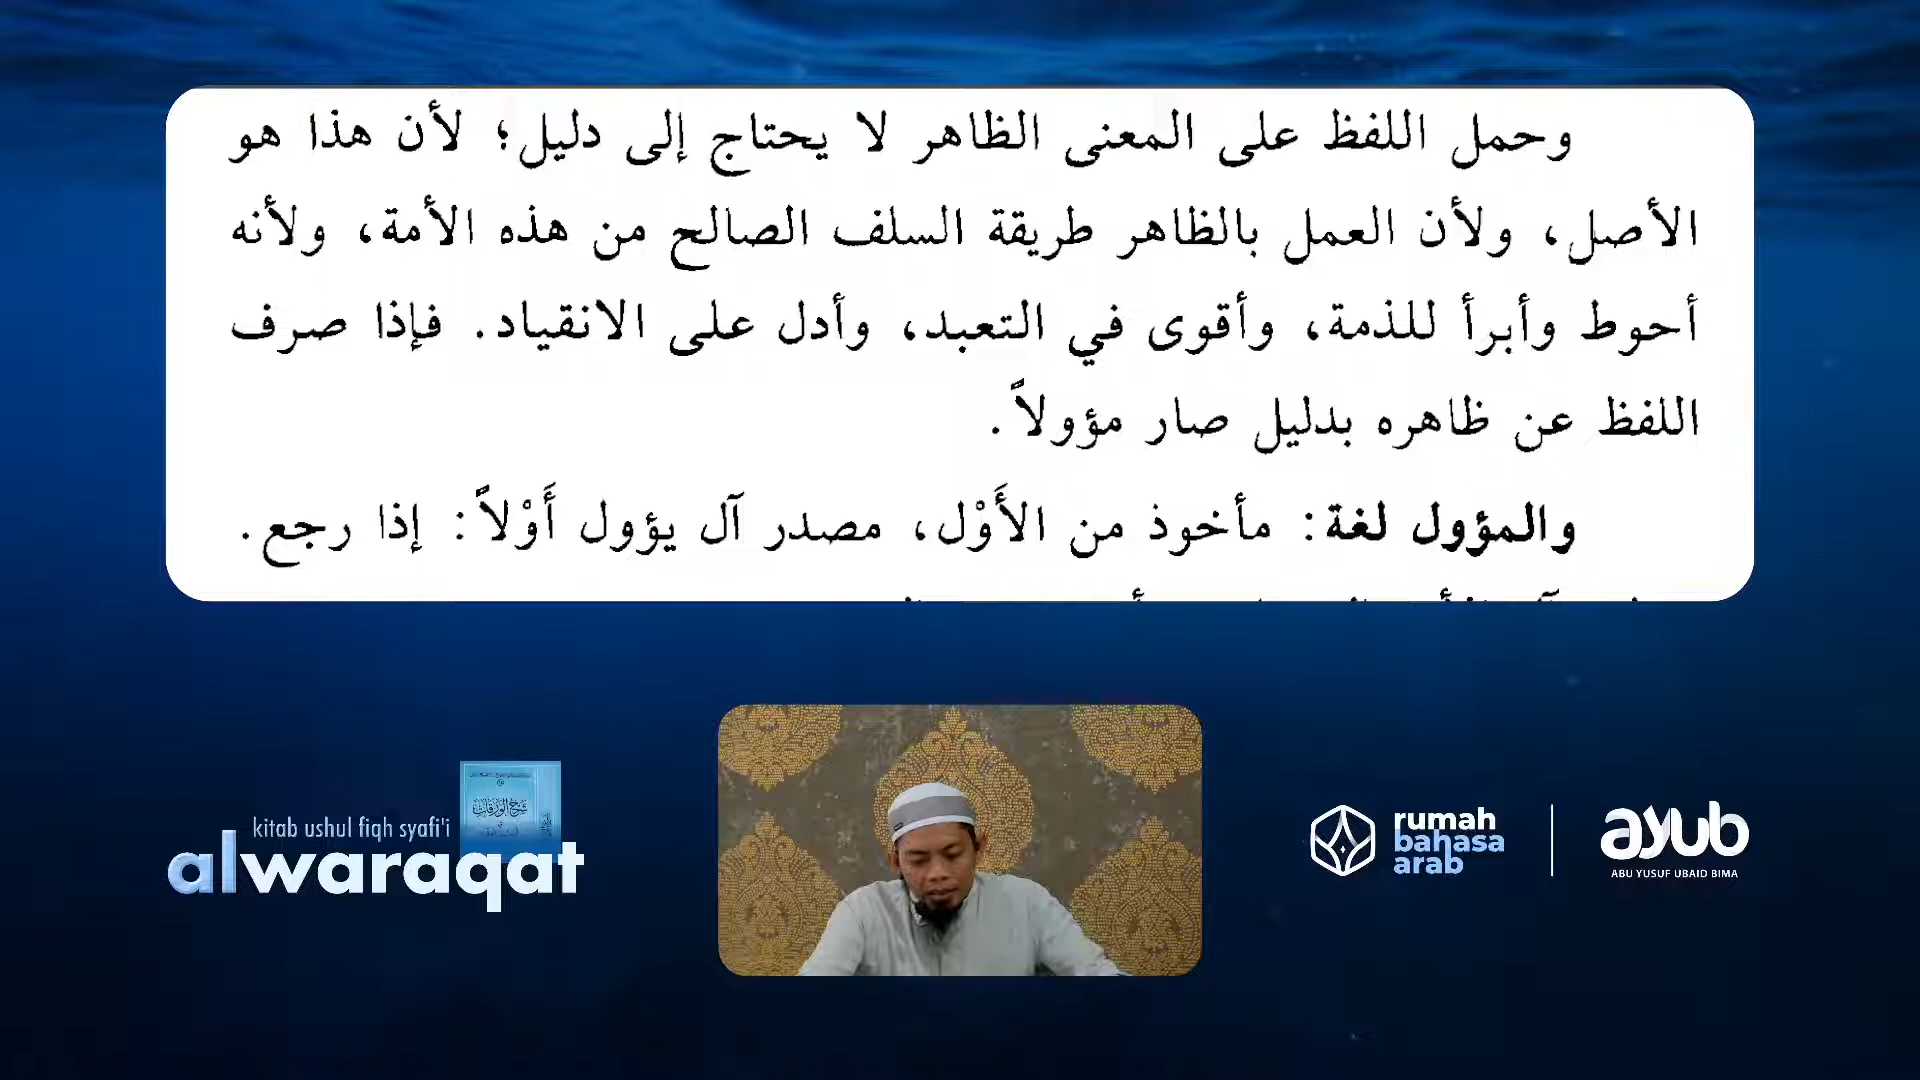 وحمل اللفظ على المعنى الظاهر لا يحتاج إلى دليل؛ لأن هذا هو
الأصل، ولأن العمل بالظاهر طريقة السلف الصالح من هذه الأمة، ولأنه
أحوط وأبرأ للذمة، وأقوى في التعبد، وأدل على الانقياد. فإذا صرف
اللفظ عن ظاهره بدليل صار مؤولاً.
والمؤول لغة: مأخوذ من الأَوْل، مصدر آل يؤول أَوْلاً: إذا رجع.
شرح الورقات
kitab ushul fiqh syafi'i
alwaraqat
rumah
bahasa
arab
ayub
ABU YUSUF UBAID BIMA